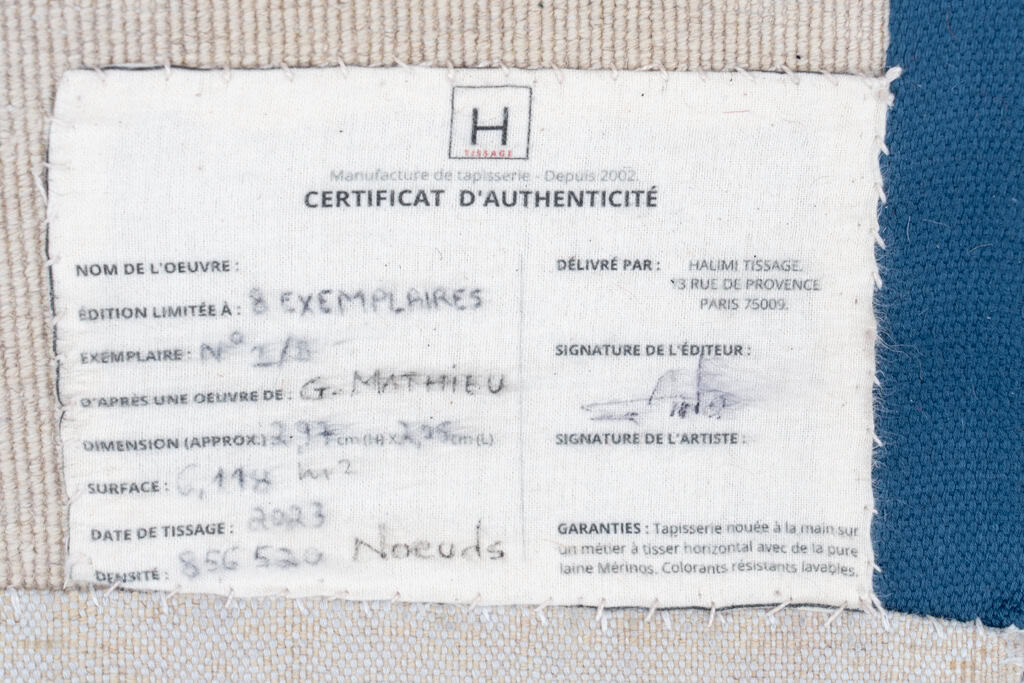 H
TISSAGE
Manufacture de tapisserie - Depuis 2002.
CERTIFICAT D'AUTHENTICITÉ
NOM DE L'OEUVRE :
ÉDITION LIMITÉE À : 8 EXEMPLAIRES
EXEMPLAIRE : N° I/8
D'APRÈS UNE OEUVRE DE : G. MATHIEU
DIMENSION (APPROX.) 2.97 cm (H) X cm (L)
SURFACE : 6,118 m²
DATE DE TISSAGE : 2023
DENSITÉ : 856 520 Noeuds
DÉLIVRÉ PAR : HALIMI TISSAGE.
13 RUE DE PROVENCE
PARIS 75009.
SIGNATURE DE L'ÉDITEUR :
SIGNATURE DE L'ARTISTE :
GARANTIES : Tapisserie nouée à la main sur
un métier à tisser horizontal avec de la pure
laine Mérinos. Colorants résistants lavables.